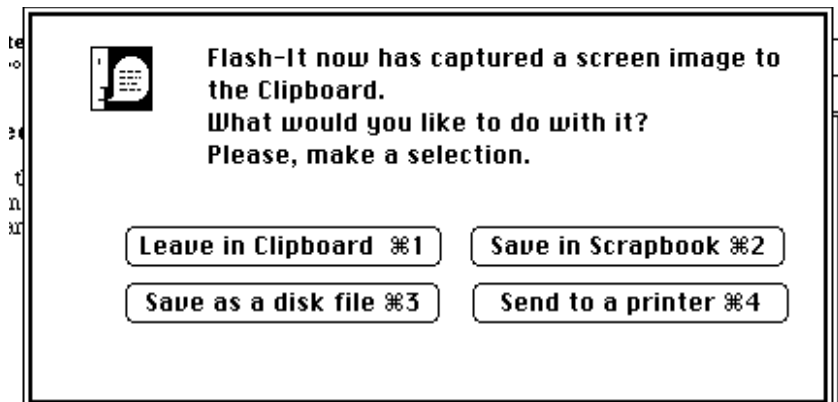 Flash-It now has captured a screen image to
the Clipboard.
What would you like to do with it?
Please, make a selection.
Leave in Clipboard ⌘1
Save in Scrapbook ⌘2
Save as a disk file ⌘3
Send to a printer ⌘4